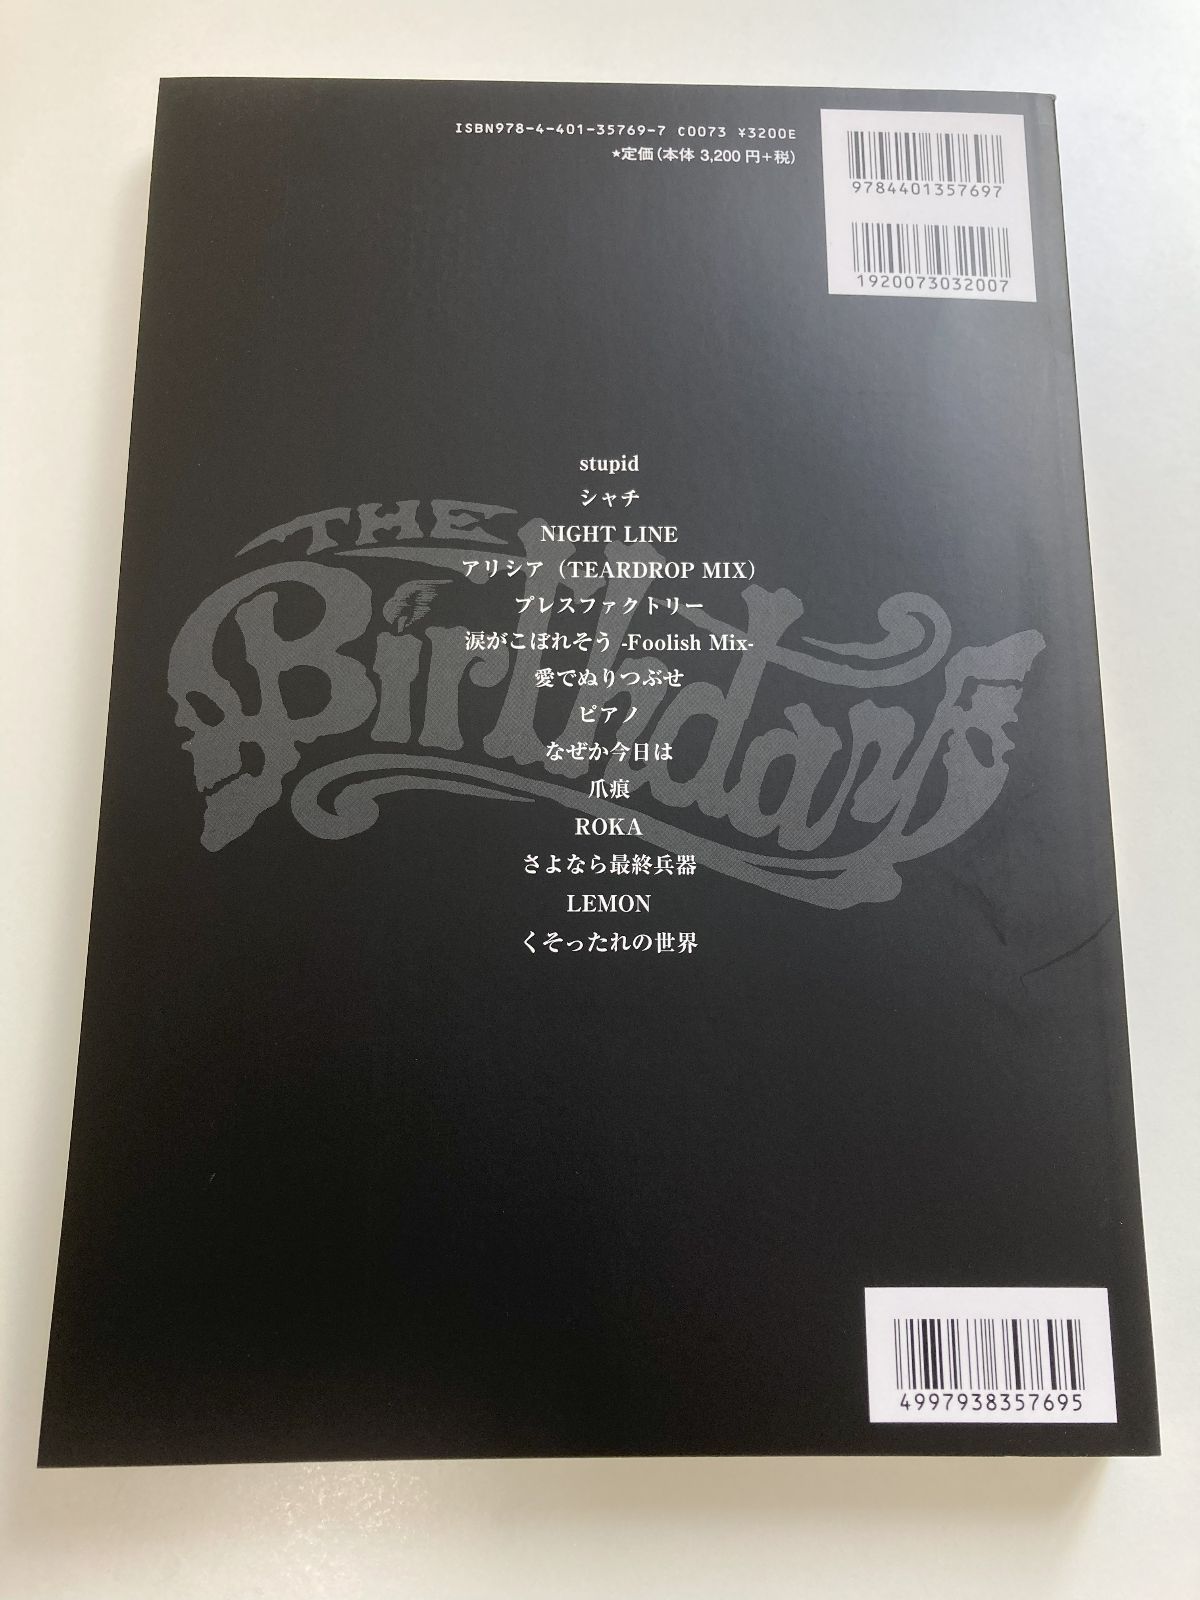 ISBN978-4-401-35769-7 C0073 ¥3200E
★定価(本体 3,200 円+税)
9784401357697
1920073032007
stupid
シャチ
THE
NIGHT LINE
アリシア（TEARDROP MIX）
プレスファクトリー
Birthday
涙がこぼれそう -Foolish Mix-
愛でぬりつぶせ
ピアノ
なぜか今日は
爪痕
ROKA
さよなら最終兵器
LEMON
くそったれの世界
4997938357695